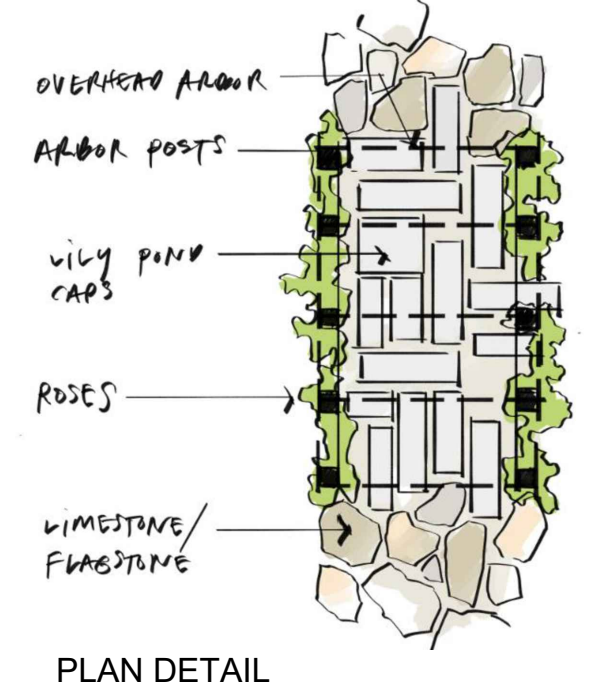 OVERHEAD ARBOR
ARBOR POSTS
LILY POND
CAPS
ROSES
LIMESTONE/
FLAGSTONE
PLAN DETAIL